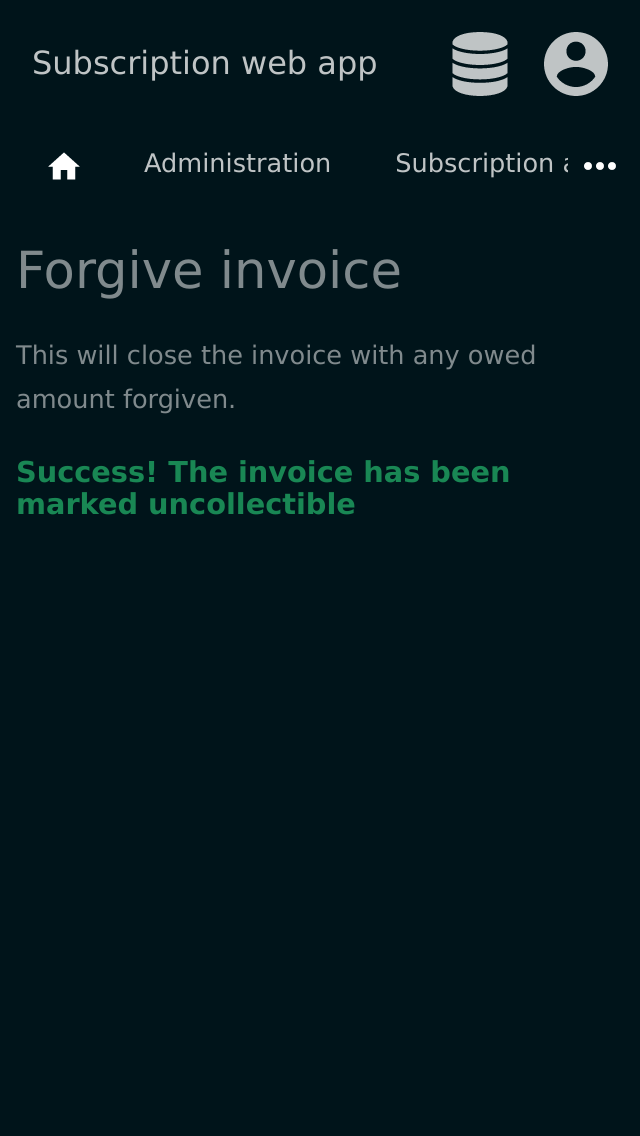 Subscription web app
Administration
Subscription
Forgive invoice
This will close the invoice with any owed
amount forgiven.
Success! The invoice has been
marked uncollectible